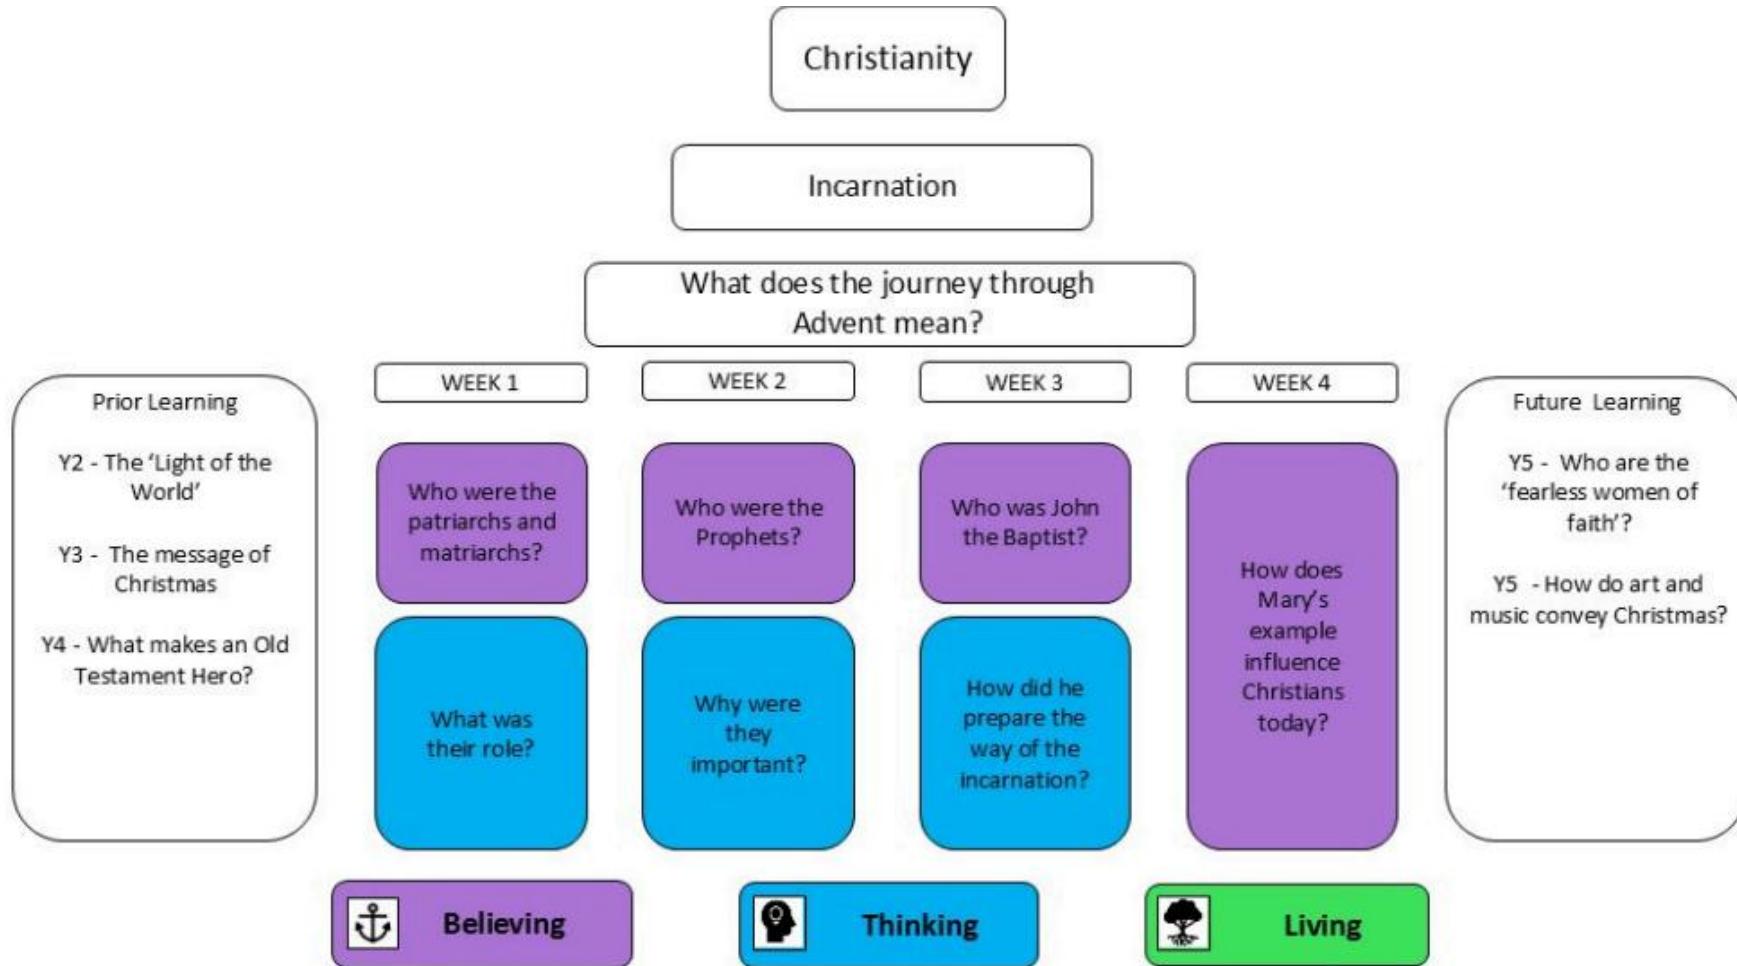 Christianity
Incarnation
What does the journey through
Advent mean?
Prior Learning
Y2 - The ‘Light of the
World’
Y3 - The message of
Christmas
Y4 - What makes an Old
Testament Hero?
WEEK 1
Who were the
patriarchs and
matriarchs?
What was
their role?
WEEK 2
Who were the
Prophets?
Why were
they
important?
WEEK 3
Who was John
the Baptist?
How did he
prepare the
way of the
incarnation?
WEEK 4
How does
Mary’s
example
influence
Christians
today?
Future Learning
Y5 - Who are the
‘fearless women of
faith’?
Y5 - How do art and
music convey Christmas?
Believing
Thinking
Living